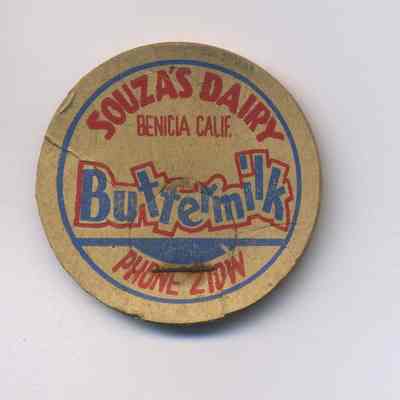 SOUZA'S DAIRY
BENICIA CALIF.
Buttermilk
PHONE 210W